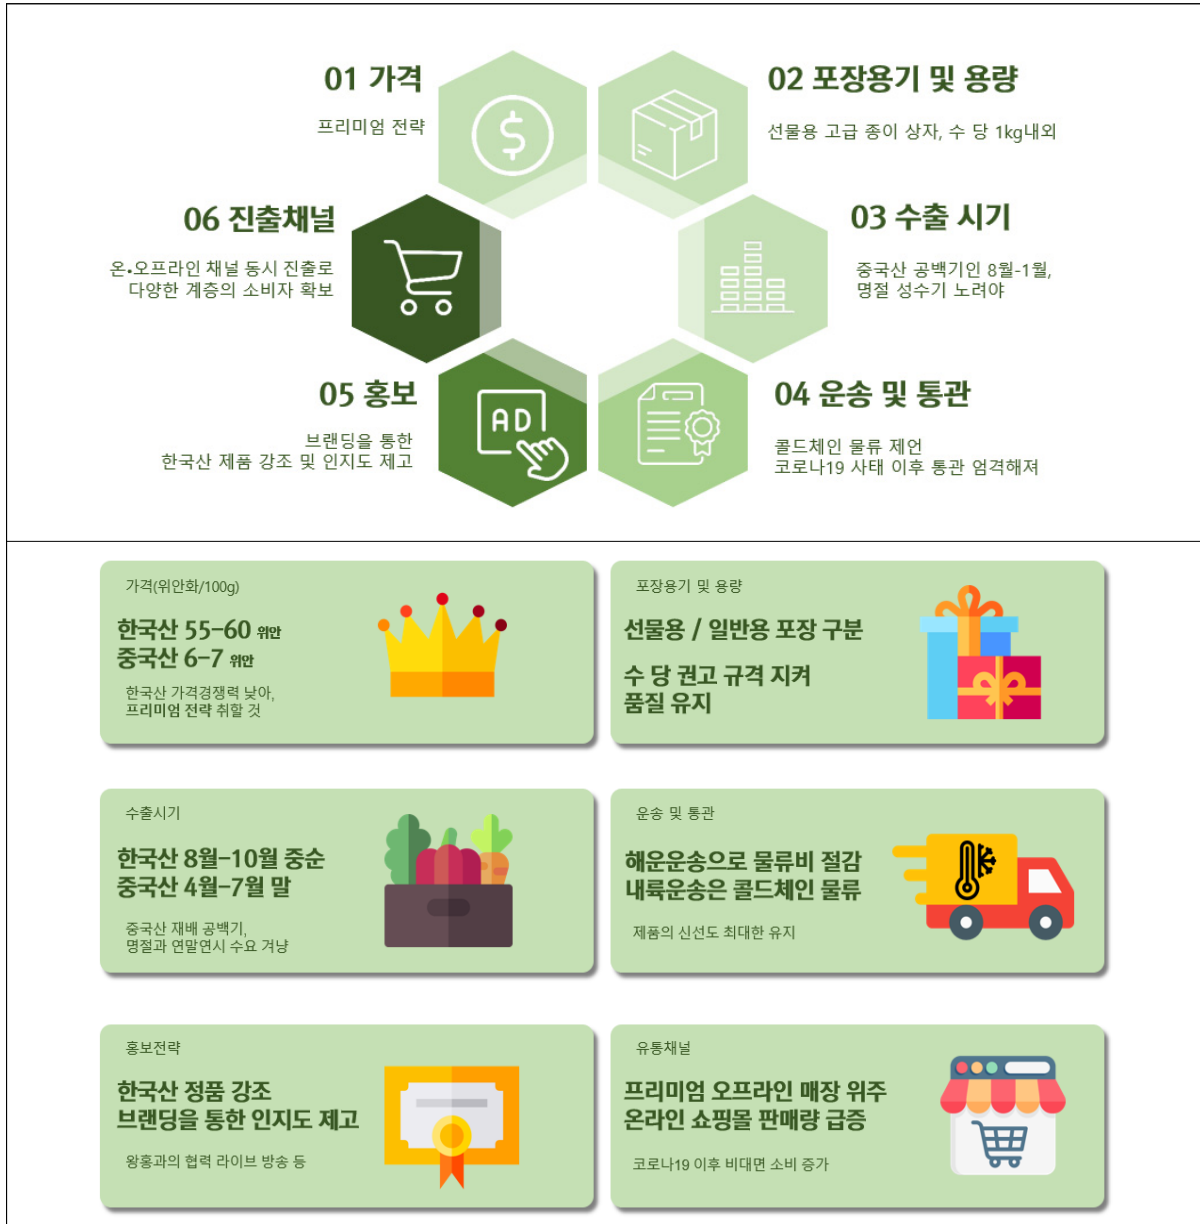 01 가격
프리미엄 전략
02 포장용기 및 용량
선물용 고급 종이 상자, 수 당 1kg내외
06 진출채널
온•오프라인 채널 동시 진출로
다양한 계층의 소비자 확보
03 수출 시기
중국산 공백기인 8월-1월,
명절 성수기 노려야
05 홍보
브랜딩을 통한
한국산 제품 강조 및 인지도 제고
AD
04 운송 및 통관
콜드체인 물류 제언
코로나19 사태 이후 통관 엄격해져
가격(위안화/100g)
한국산 55-60 위안
중국산 6-7 위안
한국산 가격경쟁력 낮아,
프리미엄 전략 취할 것
포장용기 및 용량
선물용 / 일반용 포장 구분
수 당 권고 규격 지켜
품질 유지
수출시기
한국산 8월-10월 중순
중국산 4월-7월 말
중국산 재배 공백기,
명절과 연말연시 수요 겨냥
운송 및 통관
해운운송으로 물류비 절감
내륙운송은 콜드체인 물류
제품의 신선도 최대한 유지
홍보전략
한국산 정품 강조
브랜딩을 통한 인지도 제고
왕홍과의 협력 라이브 방송 등
유통채널
프리미엄 오프라인 매장 위주
온라인 쇼핑몰 판매량 급증
코로나19 이후 비대면 소비 증가